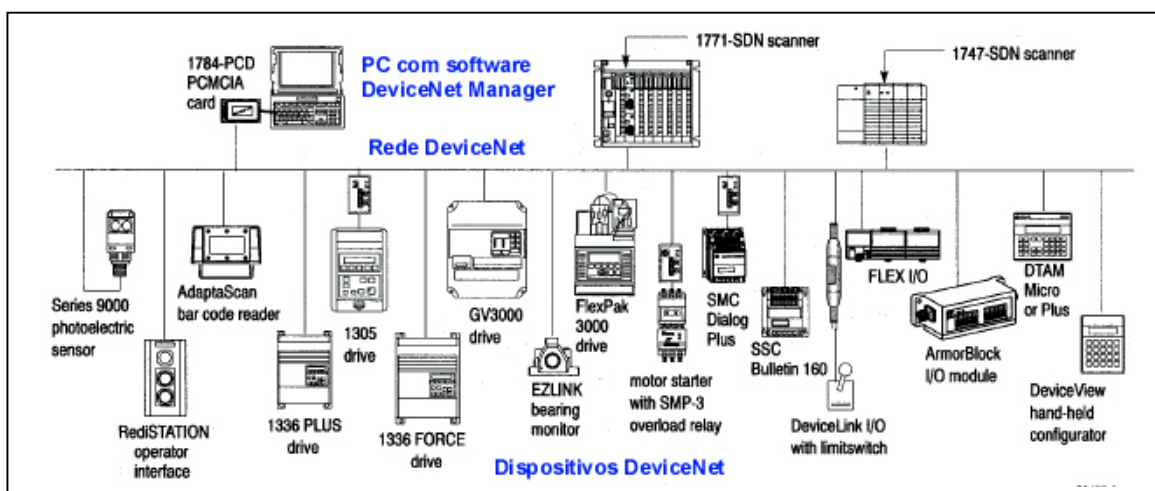 1784-PCD
PCMCIA
card
PC com software
DeviceNet Manager
1771-SDN scanner
1747-SDN scanner
Rede DeviceNet
Series 9000
photoelectric
sensor
AdaptaScan
bar code reader
1305
drive
GV3000
drive
FlexPak
3000
drive
SMC
Dialog
Plus
SSC
Bulletin 160
FLEX I/O
DTAM
Micro
or Plus
RediSTATION
operator
interface
1336 PLUS
drive
1336 FORCE
drive
EZLINK
bearing
monitor
motor starter
with SMP-3
overload relay
DeviceLink I/O
with limitswitch
ArmorBlock
I/O module
DeviceView
hand-held
configurator
Dispositivos DeviceNet